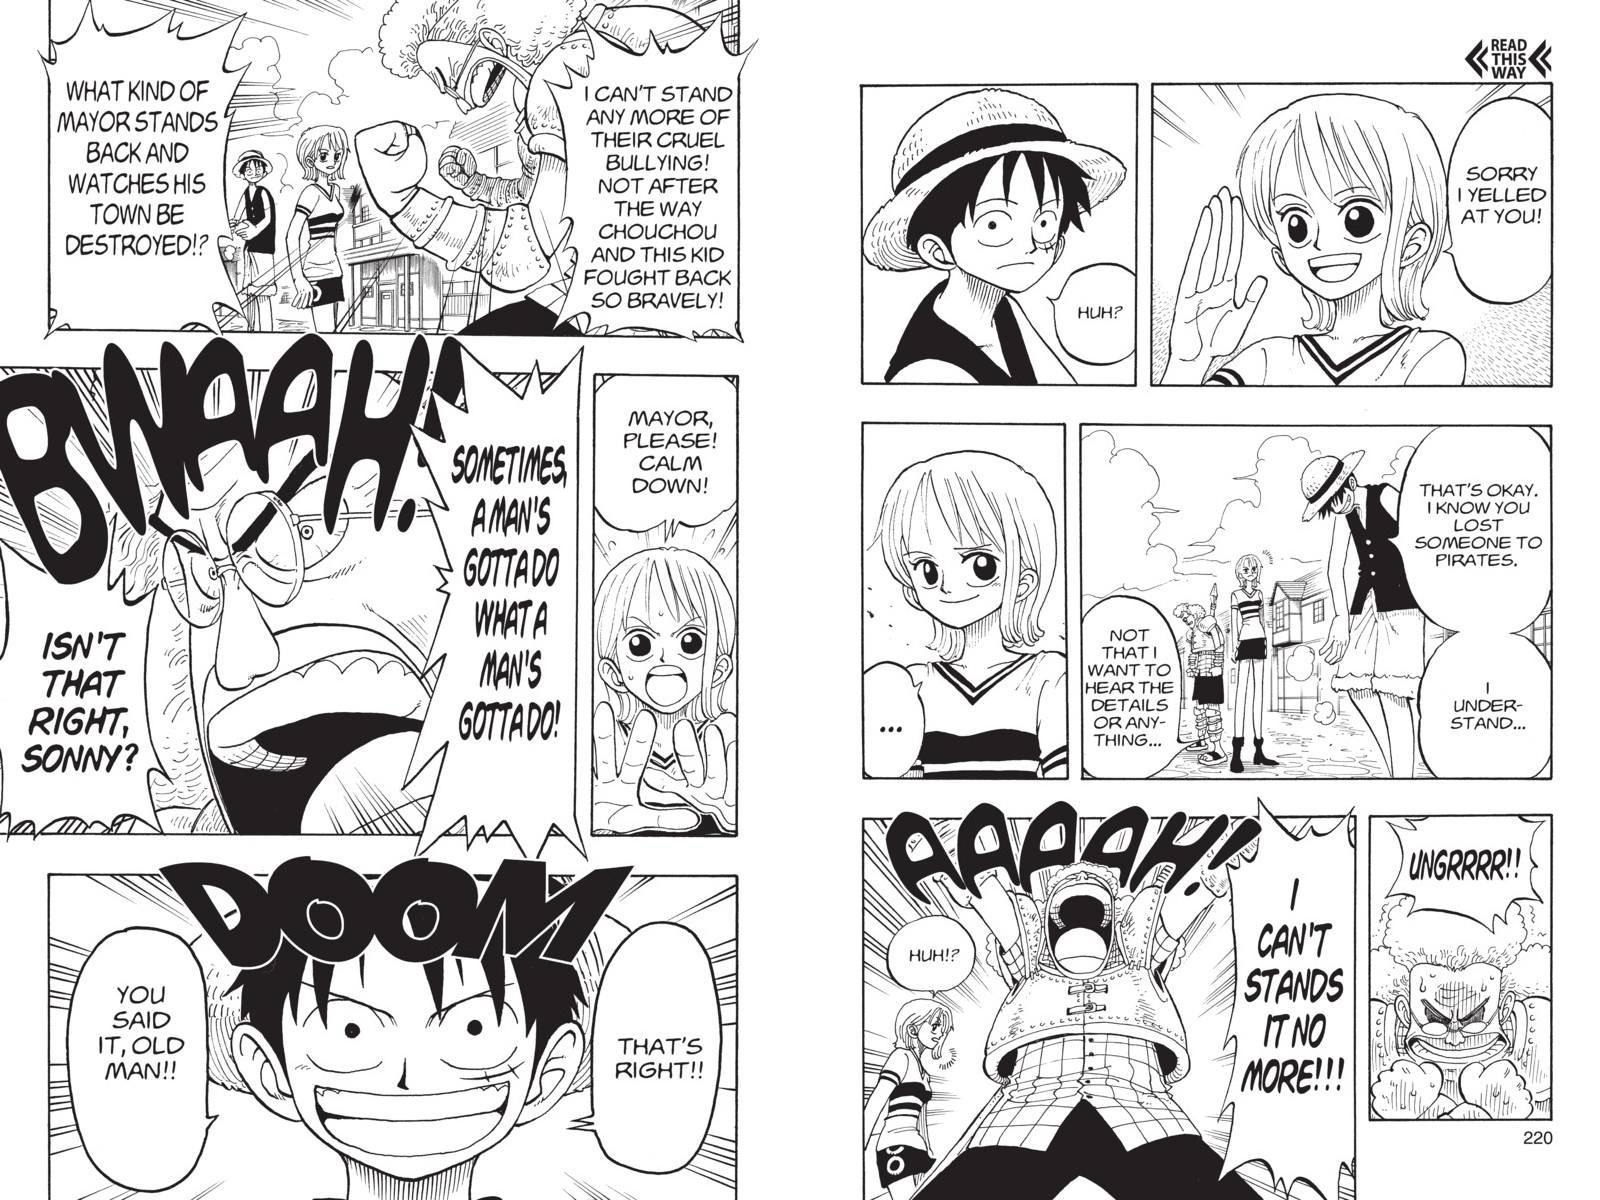 READ
THIS
WAY
SORRY
I YELLED
AT YOU!
HUH?
THAT'S OKAY.
I KNOW YOU
LOST
SOMEONE TO
PIRATES.
I
UNDER-
STAND...
NOT
THAT I
WANT TO
HEAR THE
DETAILS
OR ANY-
THING...
...
UNGRRRR!!
I
CAN'T
STANDS
IT NO
MORE!!!
AAAAAH!
HUH!?
220
I CAN'T STAND
ANY MORE OF
THEIR CRUEL
BULLYING!
NOT AFTER
THE WAY
CHOUCHOU
AND THIS KID
FOUGHT BACK
SO BRAVELY!
WHAT KIND OF
MAYOR STANDS
BACK AND
WATCHES HIS
TOWN BE
DESTROYED!?
MAYOR,
PLEASE!
CALM
DOWN!
SOMETIMES,
A MAN'S
GOTTA DO
WHAT A
MAN'S
GOTTA DO!
BWAAH!
ISN'T
THAT
RIGHT,
SONNY?
DOOM
THAT'S
RIGHT!!
YOU
SAID
IT, OLD
MAN!!